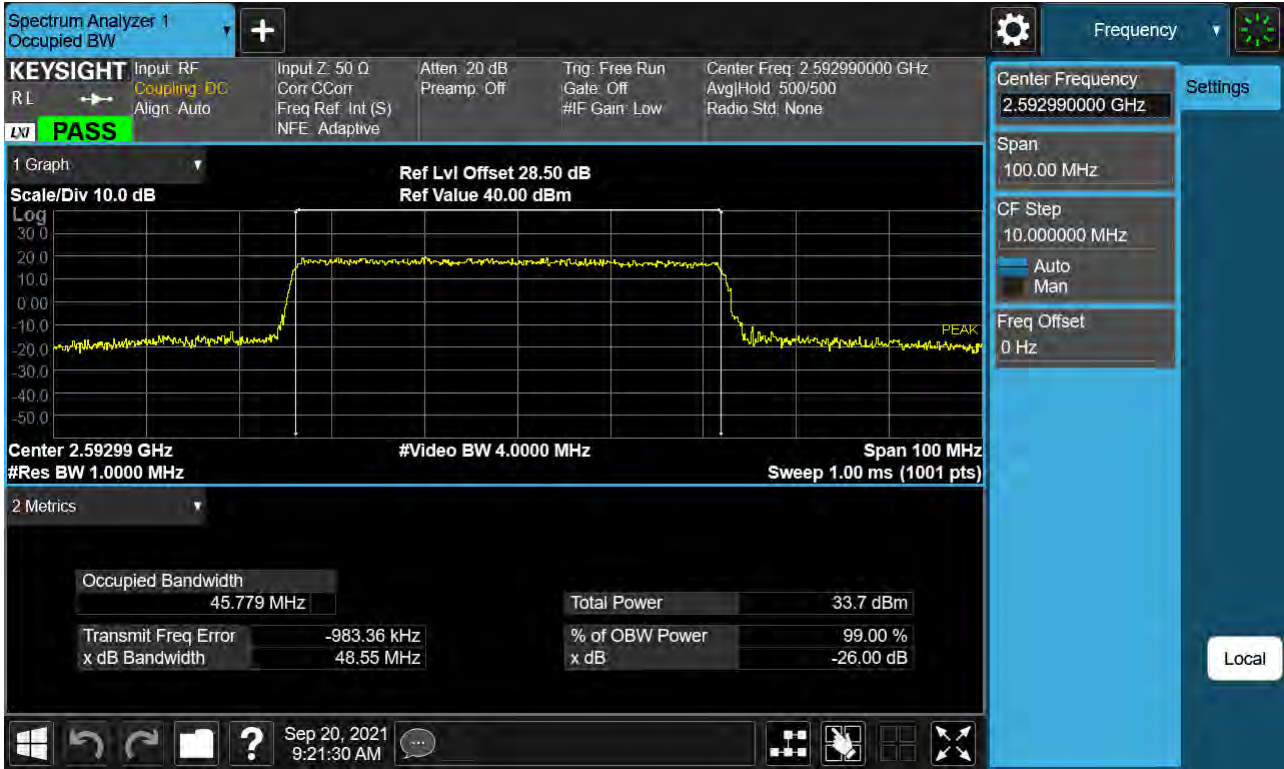 Spectrum Analyzer 1
Occupied BW
Frequency
KEYSIGHT
RL
LXI
PASS
Input: RF
Coupling: DC
Align: Auto
Input Z: 50 Ω
Corr CCorr
Freq Ref: Int (S)
NFE: Adaptive
Atten: 20 dB
Preamp: Off
Trig: Free Run
Gate: Off
#IF Gain: Low
Center Freq: 2.592990000 GHz
Avg|Hold: 500/500
Radio Std: None
1 Graph
Scale/Div 10.0 dB
Ref Lvl Offset 28.50 dB
Ref Value 40.00 dBm
Log
30.0
20.0
10.0
0.00
-10.0
-20.0
-30.0
-40.0
-50.0
PEAK
Center 2.59299 GHz
#Video BW 4.0000 MHz
Span 100 MHz
#Res BW 1.0000 MHz
Sweep 1.00 ms (1001 pts)
2 Metrics
Occupied Bandwidth
45.779 MHz
Transmit Freq Error -983.36 kHz
x dB Bandwidth 48.55 MHz
Total Power 33.7 dBm
% of OBW Power 99.00 %
x dB -26.00 dB
Center Frequency
2.592990000 GHz
Settings
Span
100.00 MHz
CF Step
10.000000 MHz
Auto
Man
Freq Offset
0 Hz
Local
?
Sep 20, 2021
9:21:30 AM